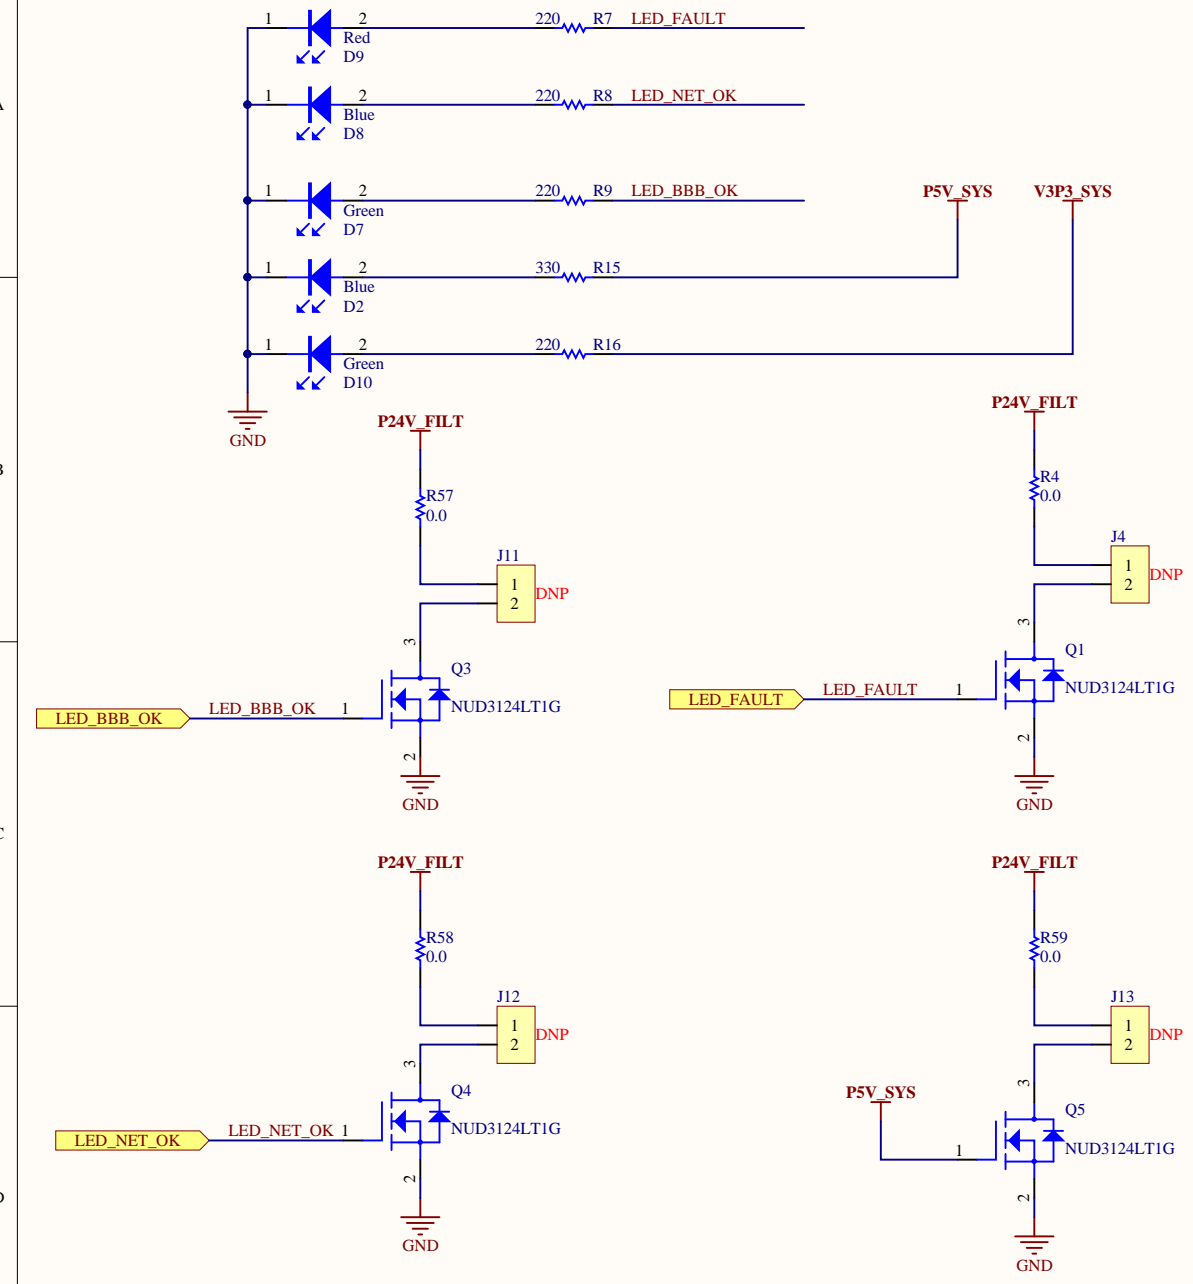 1 2 220 R7 LED_FAULT
Red
D9
A
1 2 220 R8 LED_NET_OK
Blue
D8
1 2 220 R9 LED_BBB_OK P5V_SYS V3P3_SYS
Green
D7
1 2 330 R15
Blue
D2
1 2 220 R16
Green
D10
GND
P24V_FILT
R57
0.0
J11
1
2
DNP
3
Q3
NUD3124LT1G
LED_BBB_OK LED_BBB_OK 1
2
GND
P24V_FILT
R4
0.0
J4
1
2
DNP
3
Q1
NUD3124LT1G
LED_FAULT LED_FAULT 1
2
GND
B
C
P24V_FILT
R58
0.0
J12
1
2
DNP
3
Q4
NUD3124LT1G
LED_NET_OK LED_NET_OK 1
2
GND
P24V_FILT
R59
0.0
J13
1
2
DNP
3
P5V_SYS
Q5
NUD3124LT1G
1
2
GND
D